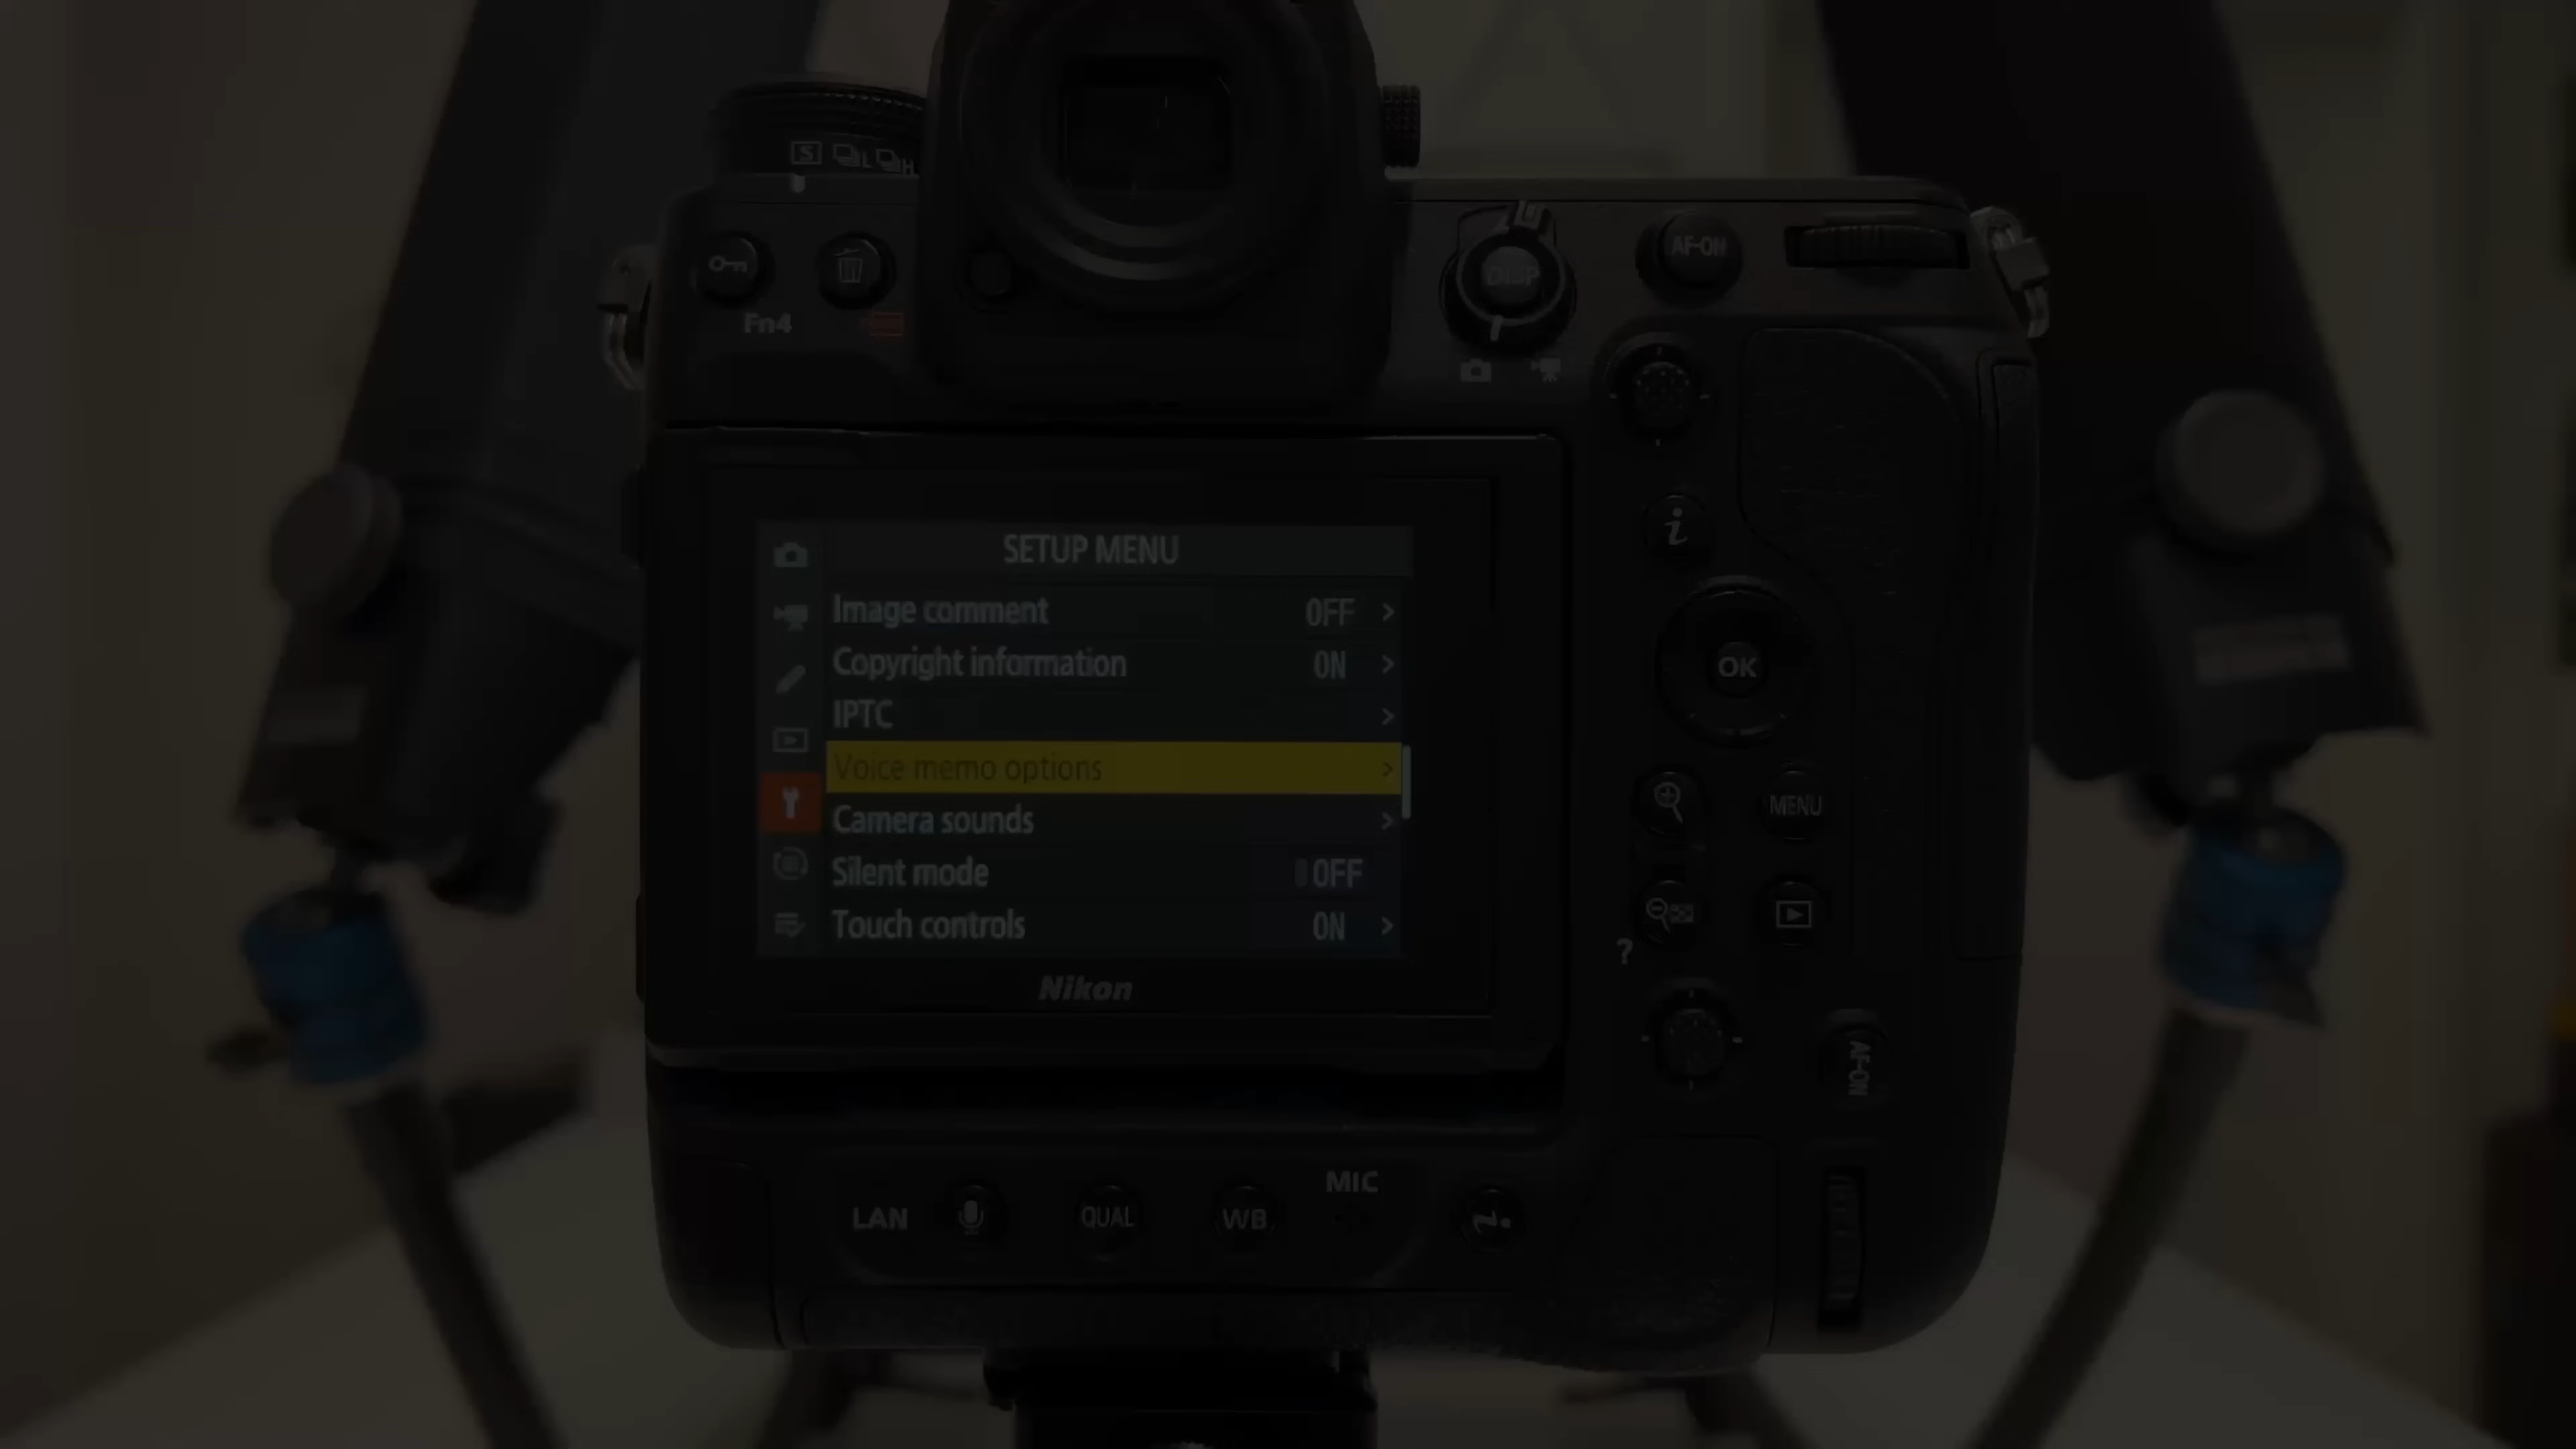 S L H
Fn4
DISP
AF-ON
i
SETUP MENU
Image comment OFF >
Copyright information ON >
IPTC >
Voice memo options >
Camera sounds >
Silent mode OFF
Touch controls ON >
Nikon
OK
MENU
?
AF-ON
MIC
LAN QUAL WB